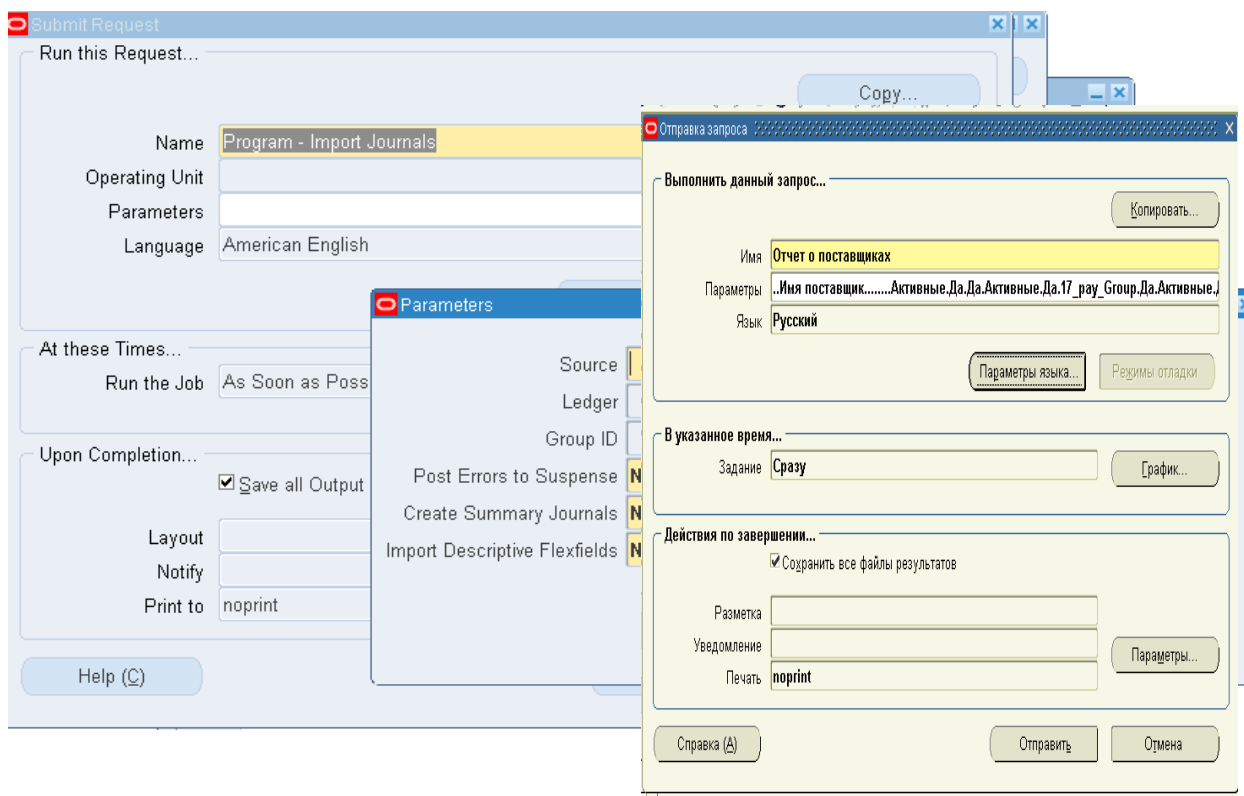 Submit Request
Run this Request...
Copy...
Name Program - Import Journals
Operating Unit
Parameters
Language American English
At these Times...
Run the Job As Soon as Poss
Upon Completion...
Save all Output
Layout
Notify
Print to noprint
Help (C)
Parameters
Source
Ledger
Group ID
Post Errors to Suspense N
Create Summary Journals N
Import Descriptive Flexfields N
Отправка запроса
Выполнить данный запрос...
Копировать...
Имя Отчет о поставщиках
Параметры ..Имя поставщик........Активные.Да.Да.Активные.Да.17_pay_Group.Да.Активные.
Язык Русский
Параметры языка... Режимы отладки
В указанное время...
Задание Сразу График...
Действия по завершении...
Сохранить все файлы результатов
Разметка
Уведомление
Параметры...
Печать noprint
Справка (A) Отправить Отмена